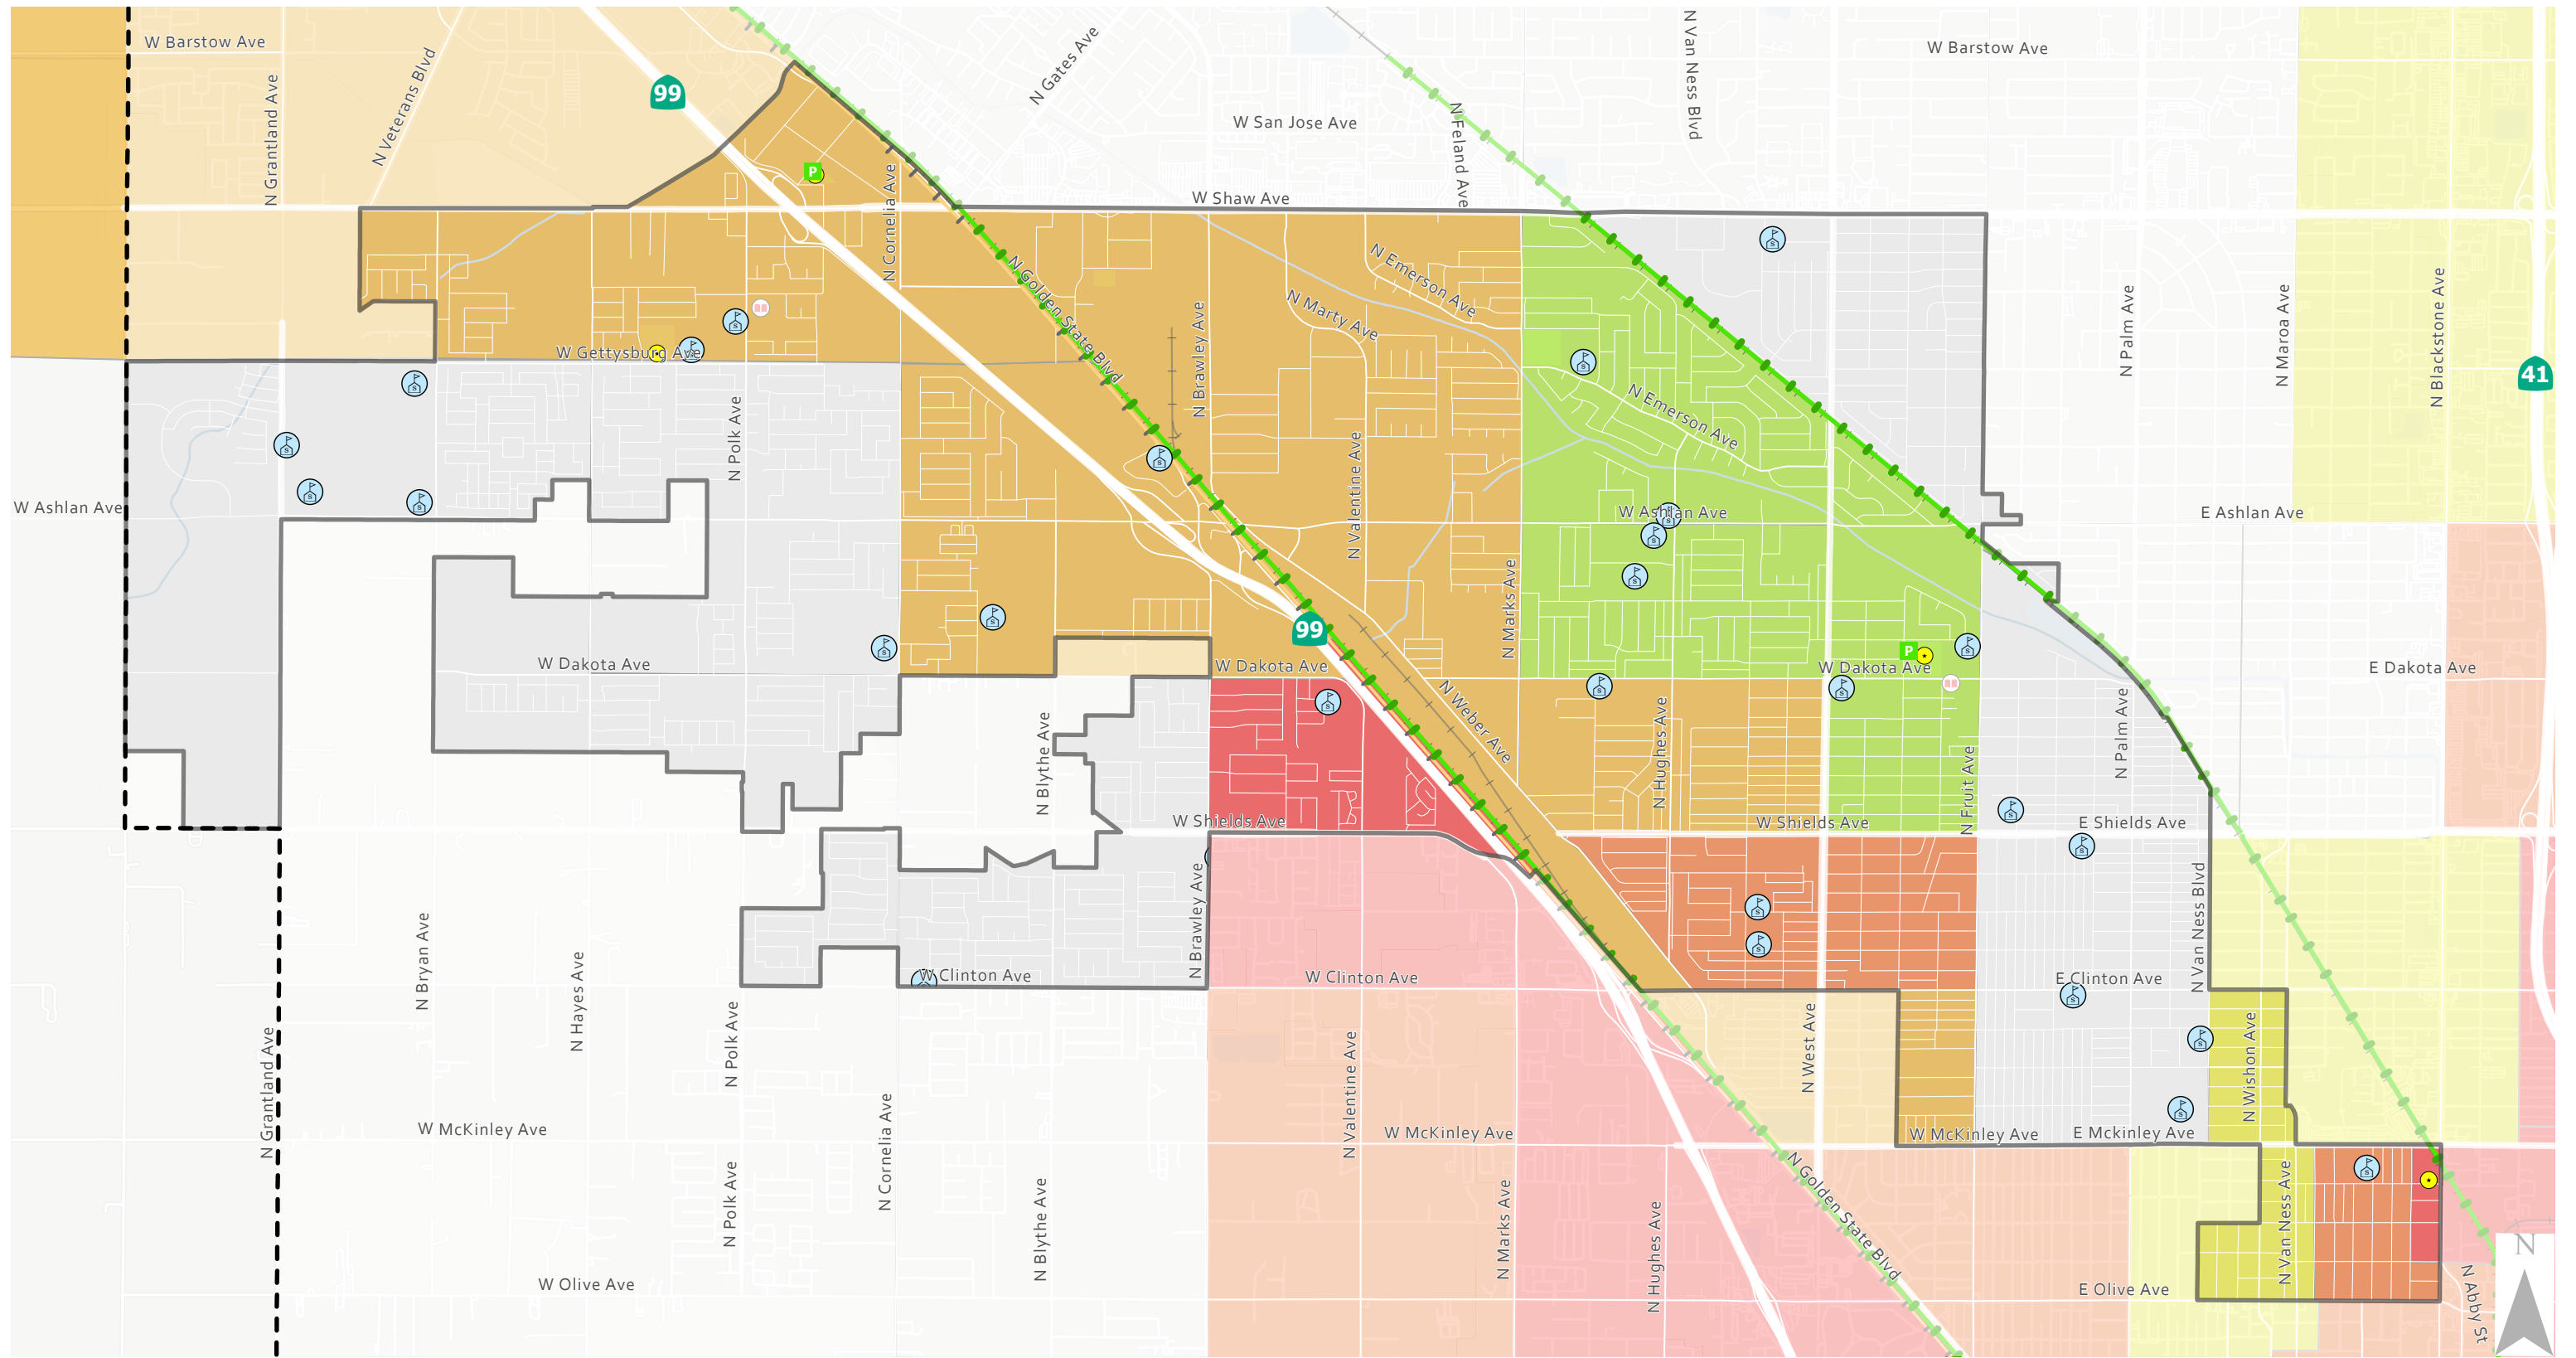 W Barstow Ave
N Grantland Ave
N Veterans Blvd
99
N Gates Ave
N Van Ness Blvd
W Barstow Ave
W San Jose Ave
N Feland Ave
P
N Cornelia Ave
W Shaw Ave
N Golden State Blvd
N Emerson Ave
N Marty Ave
N Brawley Ave
N Palm Ave
N Maroa Ave
N Blackstone Ave
41
W Gettysburg Ave
N Polk Ave
N Emerson Ave
N Valentine Ave
W Ashlan Ave
W Ashlan Ave
E Ashlan Ave
N Marks Ave
99
W Dakota Ave
W Dakota Ave
P
W Dakota Ave
E Dakota Ave
N Weber Ave
N Hughes Ave
N Blythe Ave
N Fruit Ave
N Palm Ave
W Shields Ave
W Shields Ave
E Shields Ave
N Bryan Ave
N Hayes Ave
N Brawley Ave
N Van Ness Blvd
W Clinton Ave
W Clinton Ave
E Clinton Ave
N Grantland Ave
N Polk Ave
N Cornelia Ave
N Valentine Ave
N West Ave
N Wishon Ave
W McKinley Ave
W McKinley Ave
W McKinley Ave
E Mckinley Ave
N Polk Ave
N Blythe Ave
N Marks Ave
N Hughes Ave
N Golden State Blvd
N Van Ness Ave
W Olive Ave
E Olive Ave
N Abby St
N